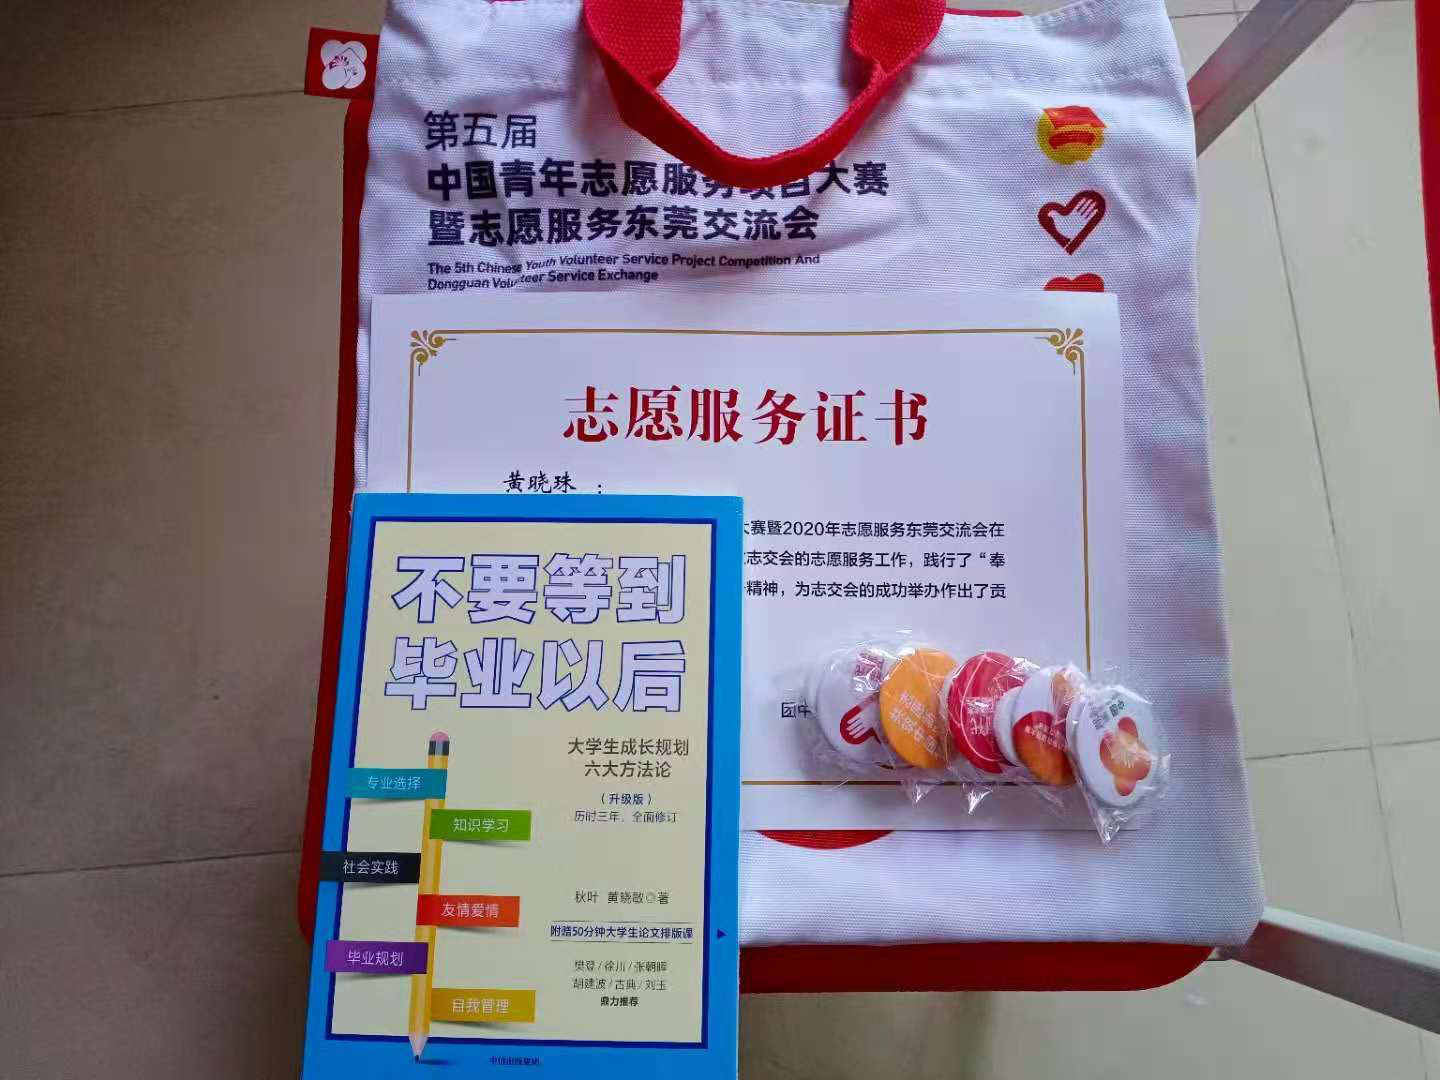 第五届
中国青年志愿服务项目大赛
暨志愿服务东莞交流会
The 5th Chinese Youth Volunteer Service Project Competition And
Dongguan Volunteer Service Exchange
志愿服务证书
黄晓珠：
大赛暨2020年志愿服务东莞交流会在
志交会的志愿服务工作，践行了“奉
精神，为志交会的成功举办作出了贡
团中
不要等到
毕业以后
大学生成长规划
六大方法论
（升级版）
历时三年，全面修订
专业选择
知识学习
社会实践
友情爱情
毕业规划
自我管理
秋叶 黄晓敏◎著
附赠50分钟大学生论文排版课
樊登/徐川/张朝晖
胡建波/古典/刘玉
鼎力推荐
中信出版集团